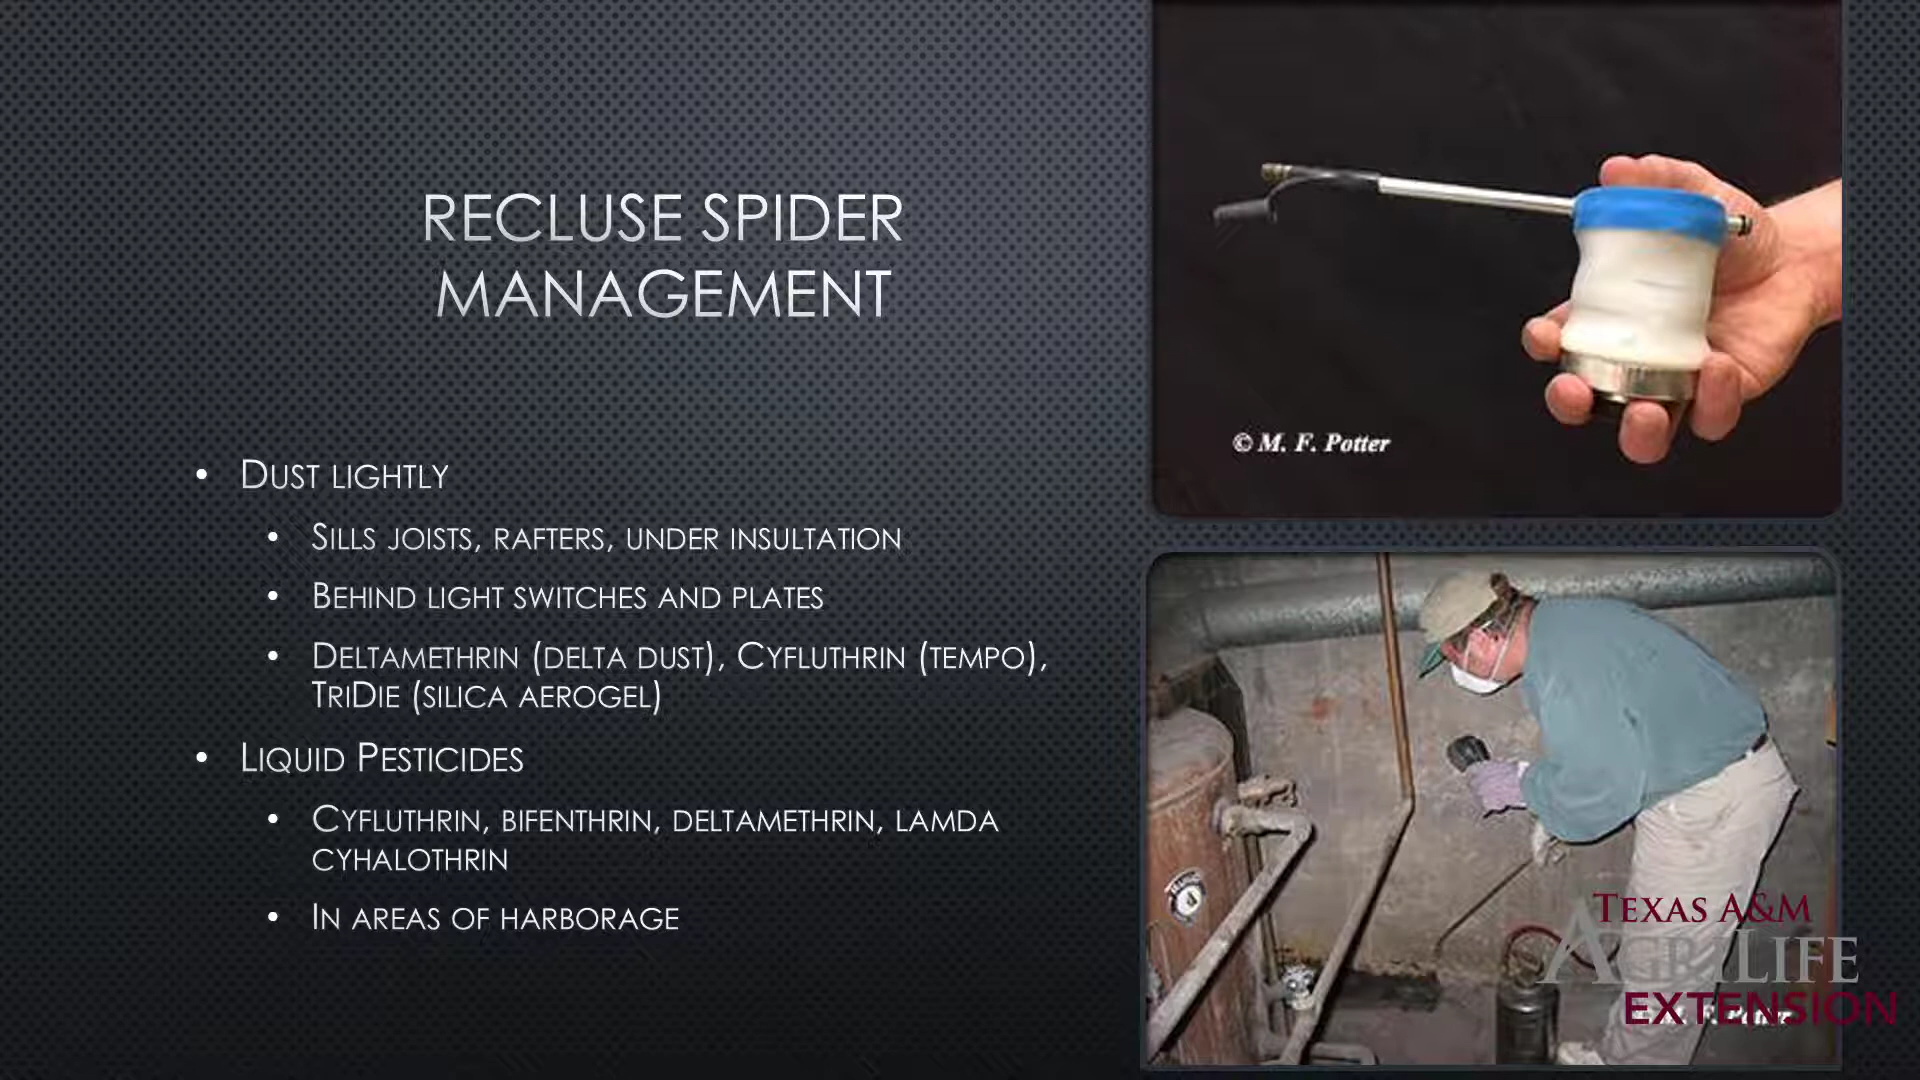 RECLUSE SPIDER
MANAGEMENT
• DUST LIGHTLY
• SILLS JOISTS, RAFTERS, UNDER INSULTATION
• BEHIND LIGHT SWITCHES AND PLATES
• DELTAMETHRIN (DELTA DUST), CYFLUTHRIN (TEMPO),
TRIDIE (SILICA AEROGEL)
• LIQUID PESTICIDES
• CYFLUTHRIN, BIFENTHRIN, DELTAMETHRIN, LAMDA
CYHALOTHRIN
• IN AREAS OF HARBORAGE
© M. F. Potter
TEXAS A&M
AGRILIFE
EXTENSION